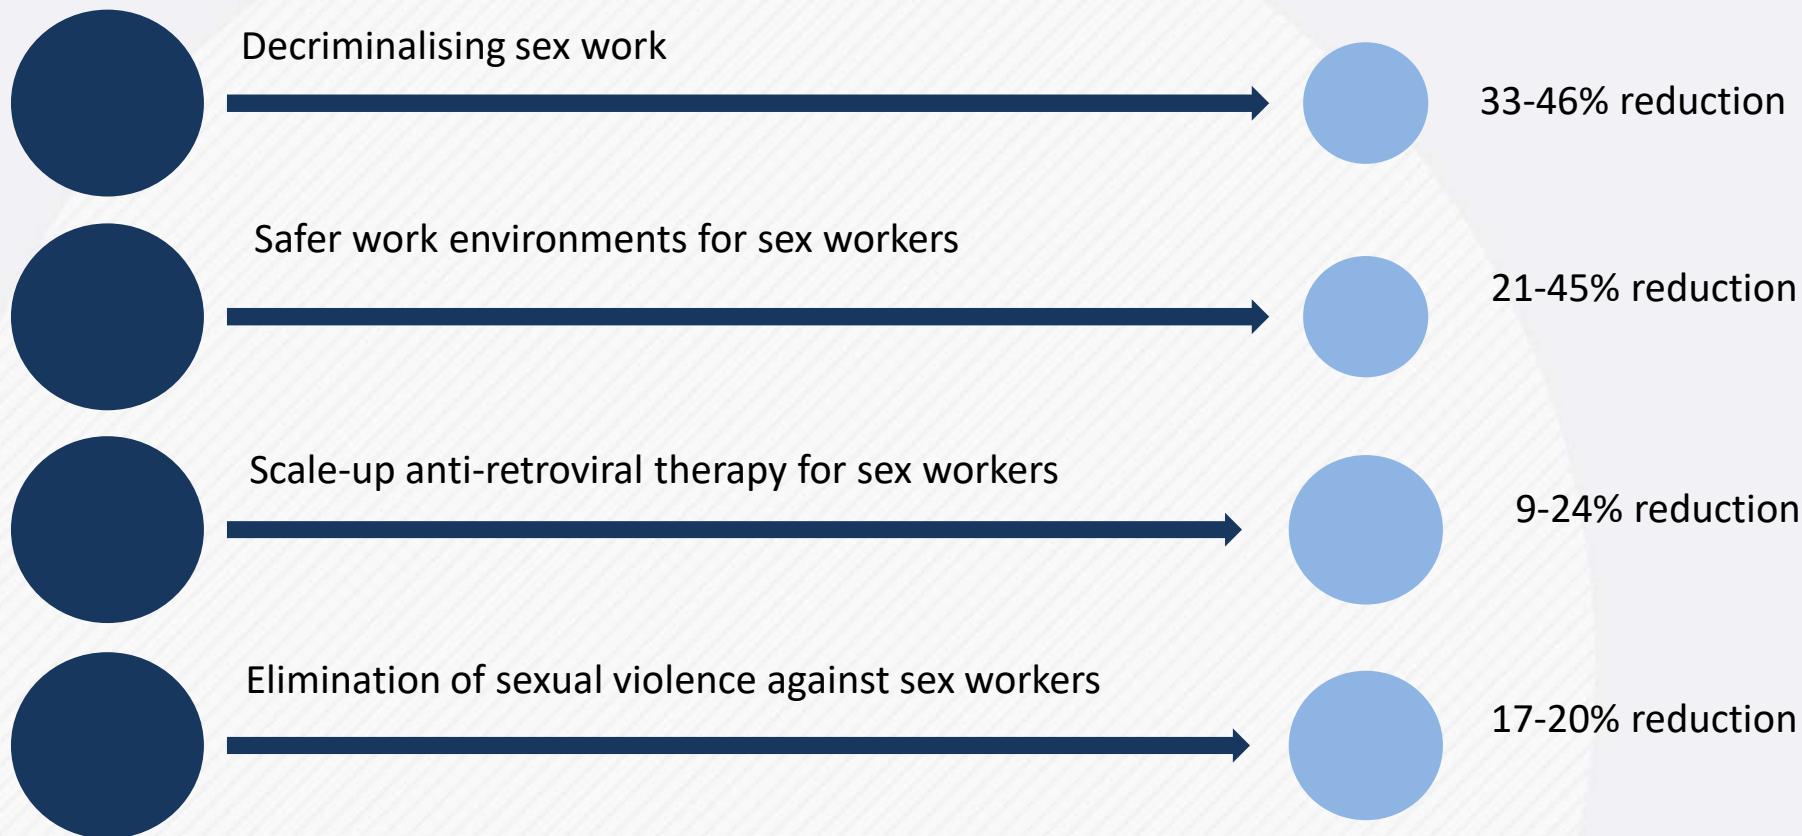 Decriminalising sex work
33-46% reduction
Safer work environments for sex workers
21-45% reduction
Scale-up anti-retroviral therapy for sex workers
9-24% reduction
Elimination of sexual violence against sex workers
17-20% reduction